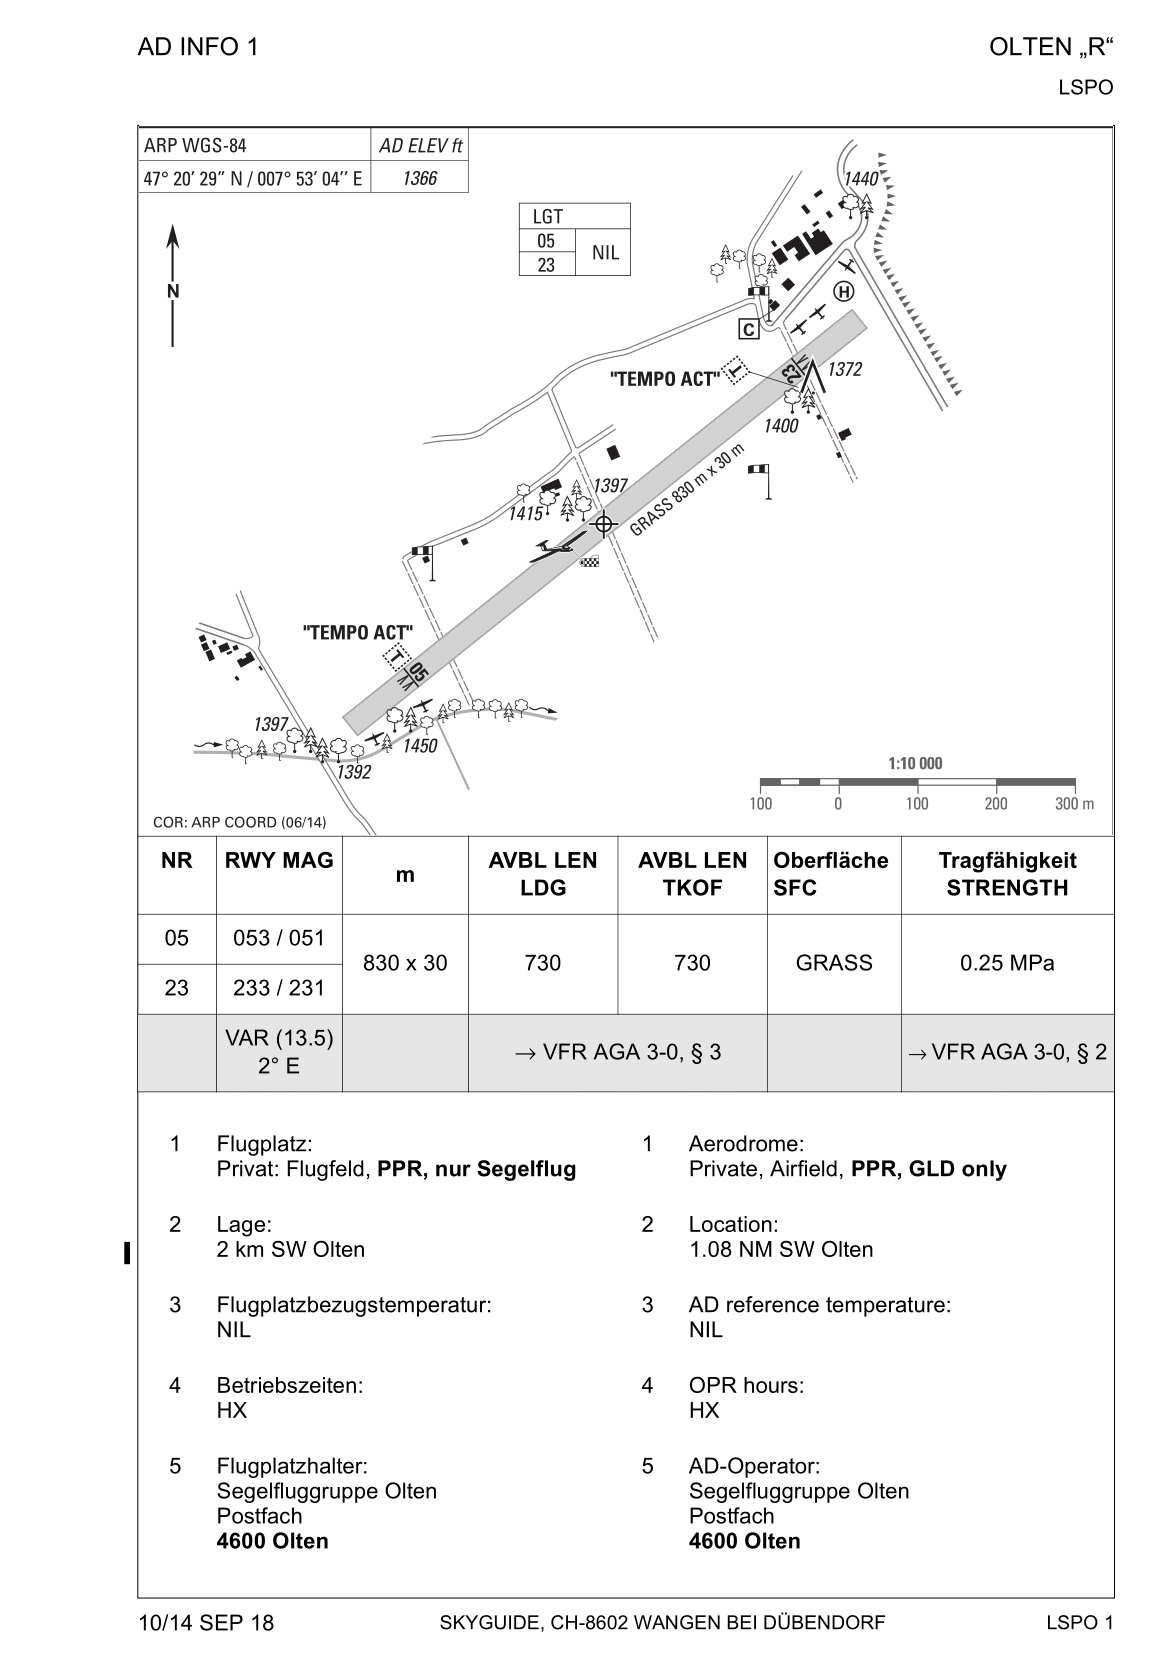 AD INFO 1
OLTEN „R“
LSPO
ARP WGS-84
AD ELEV ft
47° 20’ 29” N / 007° 53’ 04’’ E
1366
N
LGT
05
23
NIL
1440
H
C
"TEMPO ACT"
T
23
1372
1400
GRASS 830 m x 30 m
1397
1415
"TEMPO ACT"
T
05
1397
1450
1392
1:10 000
100 0 100 200 300 m
COR: ARP COORD (06/14)
NR
RWY MAG
m
AVBL LEN
LDG
AVBL LEN
TKOF
Oberfläche
SFC
Tragfähigkeit
STRENGTH
05
053 / 051
830 x 30
730
730
GRASS
0.25 MPa
23
233 / 231
VAR (13.5)
2° E
→ VFR AGA 3-0, § 3
→ VFR AGA 3-0, § 2
1 Flugplatz:
Privat: Flugfeld, PPR, nur Segelflug
2 Lage:
2 km SW Olten
3 Flugplatzbezugstemperatur:
NIL
4 Betriebszeiten:
HX
5 Flugplatzhalter:
Segelfluggruppe Olten
Postfach
4600 Olten
1 Aerodrome:
Private, Airfield, PPR, GLD only
2 Location:
1.08 NM SW Olten
3 AD reference temperature:
NIL
4 OPR hours:
HX
5 AD-Operator:
Segelfluggruppe Olten
Postfach
4600 Olten
10/14 SEP 18
SKYGUIDE, CH-8602 WANGEN BEI DÜBENDORF
LSPO 1